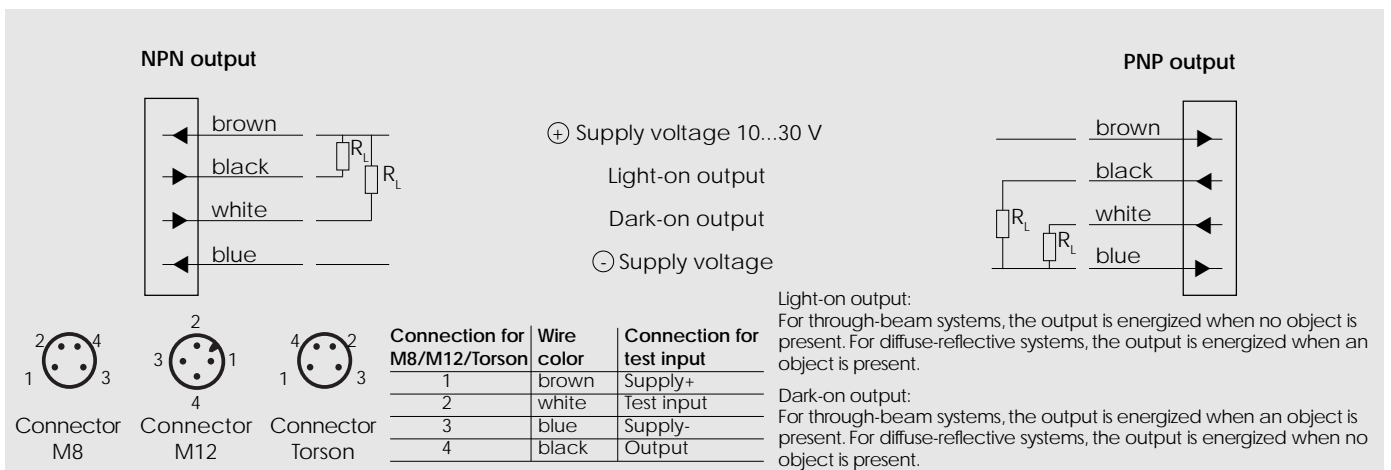 NPN output
PNP output
brown
black
white
blue
R_L
R_L
+ Supply voltage 10...30 V
Light-on output
Dark-on output
- Supply voltage
brown
black
white
blue
R_L
R_L
2 4
1 3
Connector
M8
2
3 1
4
Connector
M12
4 2
1 3
Connector
Torson
Connection for M8/M12/Torson | Wire color | Connection for test input
1 brown Supply+
2 white Test input
3 blue Supply-
4 black Output
Light-on output:
For through-beam systems, the output is energized when no object is
present. For diffuse-reflective systems, the output is energized when an
object is present.
Dark-on output:
For through-beam systems, the output is energized when an object is
present. For diffuse-reflective systems, the output is energized when no
object is present.